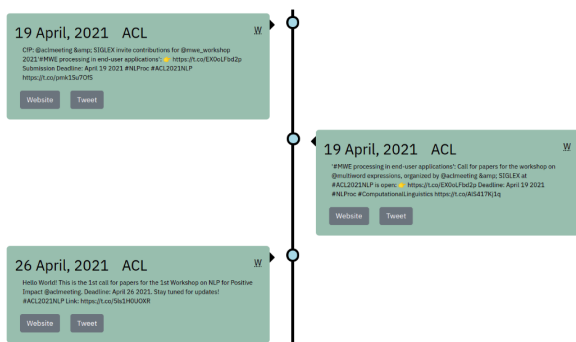 19 April, 2021 ACL W
CfP: @aclmeeting &amp; SIGLEX invite contributions for @mwe_workshop
2021'#MWE processing in end-user applications': 👉 https://t.co/EX0oLFbd2p
Submission Deadline: April 19 2021 #NLProc #ACL2021NLP
https://t.co/pmk1Su7OfS
Website Tweet
19 April, 2021 ACL W
'#MWE processing in end-user applications': Call for papers for the workshop on
@multiword expressions, organized by @aclmeeting &amp; SIGLEX at
#ACL2021NLP is open: 👉 https://t.co/EX0oLFbd2p Deadline: April 19 2021
#NLProc #ComputationalLinguistics https://t.co/AlS417Kj1q
Website Tweet
26 April, 2021 ACL W
Hello World! This is the 1st call for papers for the 1st Workshop on NLP for Positive
Impact @aclmeeting. Deadline: April 26 2021. Stay tuned for updates!
#ACL2021NLP Link: https://t.co/5Is1H0UOXR
Website Tweet